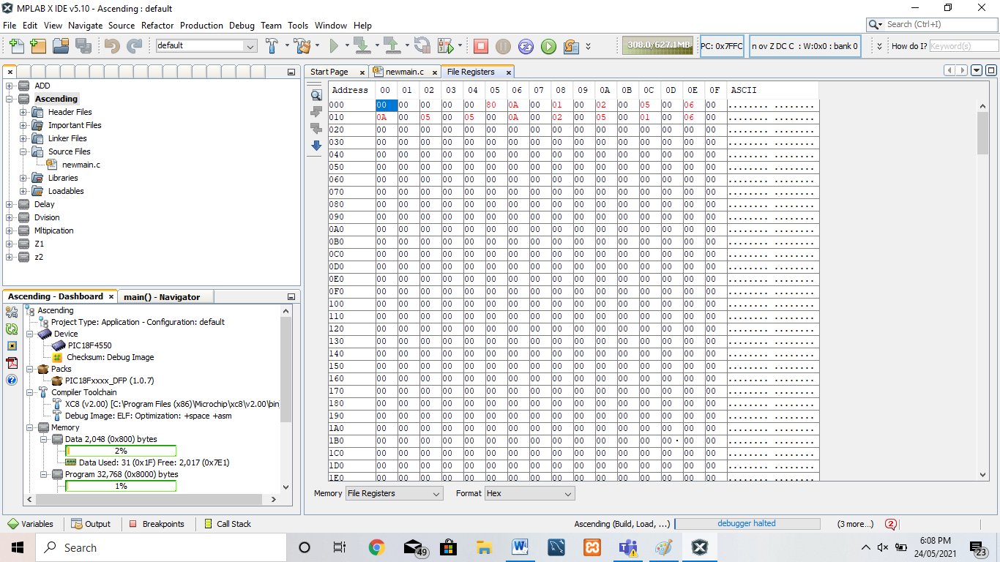 MPLAB X IDE v5.10 - Ascending : default
File Edit View Navigate Source Refactor Production Debug Team Tools Window Help
Search (Ctrl+I)
default
308.0/627.1MB
PC: 0x7FFC
n ov Z DC C : W:0x0 : bank 0
How do I?
Keyword(s)
ADD
Ascending
Header Files
Important Files
Linker Files
Source Files
newmain.c
Libraries
Loadables
Delay
Dvision
Mltipication
Z1
z2
Ascending - Dashboard
main() - Navigator
Ascending
Project Type: Application - Configuration: default
Device
PIC18F4550
Checksum: Debug Image
Packs
PIC18Fxxxx_DFP (1.0.7)
Compiler Toolchain
XC8 (v2.00) [C:\Program Files (x86)\Microchip\xc8\v2.00\bin
Debug Image: ELF: Optimization: +space +asm
Memory
Data 2,048 (0x800) bytes
2%
Data Used: 31 (0x1F) Free: 2,017 (0x7E1)
Program 32,768 (0x8000) bytes
1%
Start Page
newmain.c
File Registers
Address 00 01 02 03 04 05 06 07 08 09 0A 0B 0C 0D 0E 0F ASCII
000 00 00 00 00 00 80 0A 00 01 00 02 00 05 00 06 00 ........ ........
010 0A 00 05 00 05 00 0A 00 02 00 05 00 01 00 06 00 ........ ........
020 00 00 00 00 00 00 00 00 00 00 00 00 00 00 00 00 ........ ........
030 00 00 00 00 00 00 00 00 00 00 00 00 00 00 00 00 ........ ........
040 00 00 00 00 00 00 00 00 00 00 00 00 00 00 00 00 ........ ........
050 00 00 00 00 00 00 00 00 00 00 00 00 00 00 00 00 ........ ........
060 00 00 00 00 00 00 00 00 00 00 00 00 00 00 00 00 ........ ........
070 00 00 00 00 00 00 00 00 00 00 00 00 00 00 00 00 ........ ........
080 00 00 00 00 00 00 00 00 00 00 00 00 00 00 00 00 ........ ........
090 00 00 00 00 00 00 00 00 00 00 00 00 00 00 00 00 ........ ........
0A0 00 00 00 00 00 00 00 00 00 00 00 00 00 00 00 00 ........ ........
0B0 00 00 00 00 00 00 00 00 00 00 00 00 00 00 00 00 ........ ........
0C0 00 00 00 00 00 00 00 00 00 00 00 00 00 00 00 00 ........ ........
0D0 00 00 00 00 00 00 00 00 00 00 00 00 00 00 00 00 ........ ........
0E0 00 00 00 00 00 00 00 00 00 00 00 00 00 00 00 00 ........ ........
0F0 00 00 00 00 00 00 00 00 00 00 00 00 00 00 00 00 ........ ........
100 00 00 00 00 00 00 00 00 00 00 00 00 00 00 00 00 ........ ........
110 00 00 00 00 00 00 00 00 00 00 00 00 00 00 00 00 ........ ........
120 00 00 00 00 00 00 00 00 00 00 00 00 00 00 00 00 ........ ........
130 00 00 00 00 00 00 00 00 00 00 00 00 00 00 00 00 ........ ........
140 00 00 00 00 00 00 00 00 00 00 00 00 00 00 00 00 ........ ........
150 00 00 00 00 00 00 00 00 00 00 00 00 00 00 00 00 ........ ........
160 00 00 00 00 00 00 00 00 00 00 00 00 00 00 00 00 ........ ........
170 00 00 00 00 00 00 00 00 00 00 00 00 00 00 00 00 ........ ........
180 00 00 00 00 00 00 00 00 00 00 00 00 00 00 00 00 ........ ........
190 00 00 00 00 00 00 00 00 00 00 00 00 00 00 00 00 ........ ........
1A0 00 00 00 00 00 00 00 00 00 00 00 00 00 00 00 00 ........ ........
1B0 00 00 00 00 00 00 00 00 00 00 00 00 00 00 00 00 ........ ........
1C0 00 00 00 00 00 00 00 00 00 00 00 00 00 00 00 00 ........ ........
1D0 00 00 00 00 00 00 00 00 00 00 00 00 00 00 00 00 ........ ........
1E0 00 00 00 00 00 00 00 00 00 00 00 00 00 00 00 00 ........ ........
Memory File Registers Format Hex
Variables Output Breakpoints Call Stack
Ascending (Build, Load, ...) debugger halted (3 more...) 2
Search
49
6:08 PM
24/05/2021
23